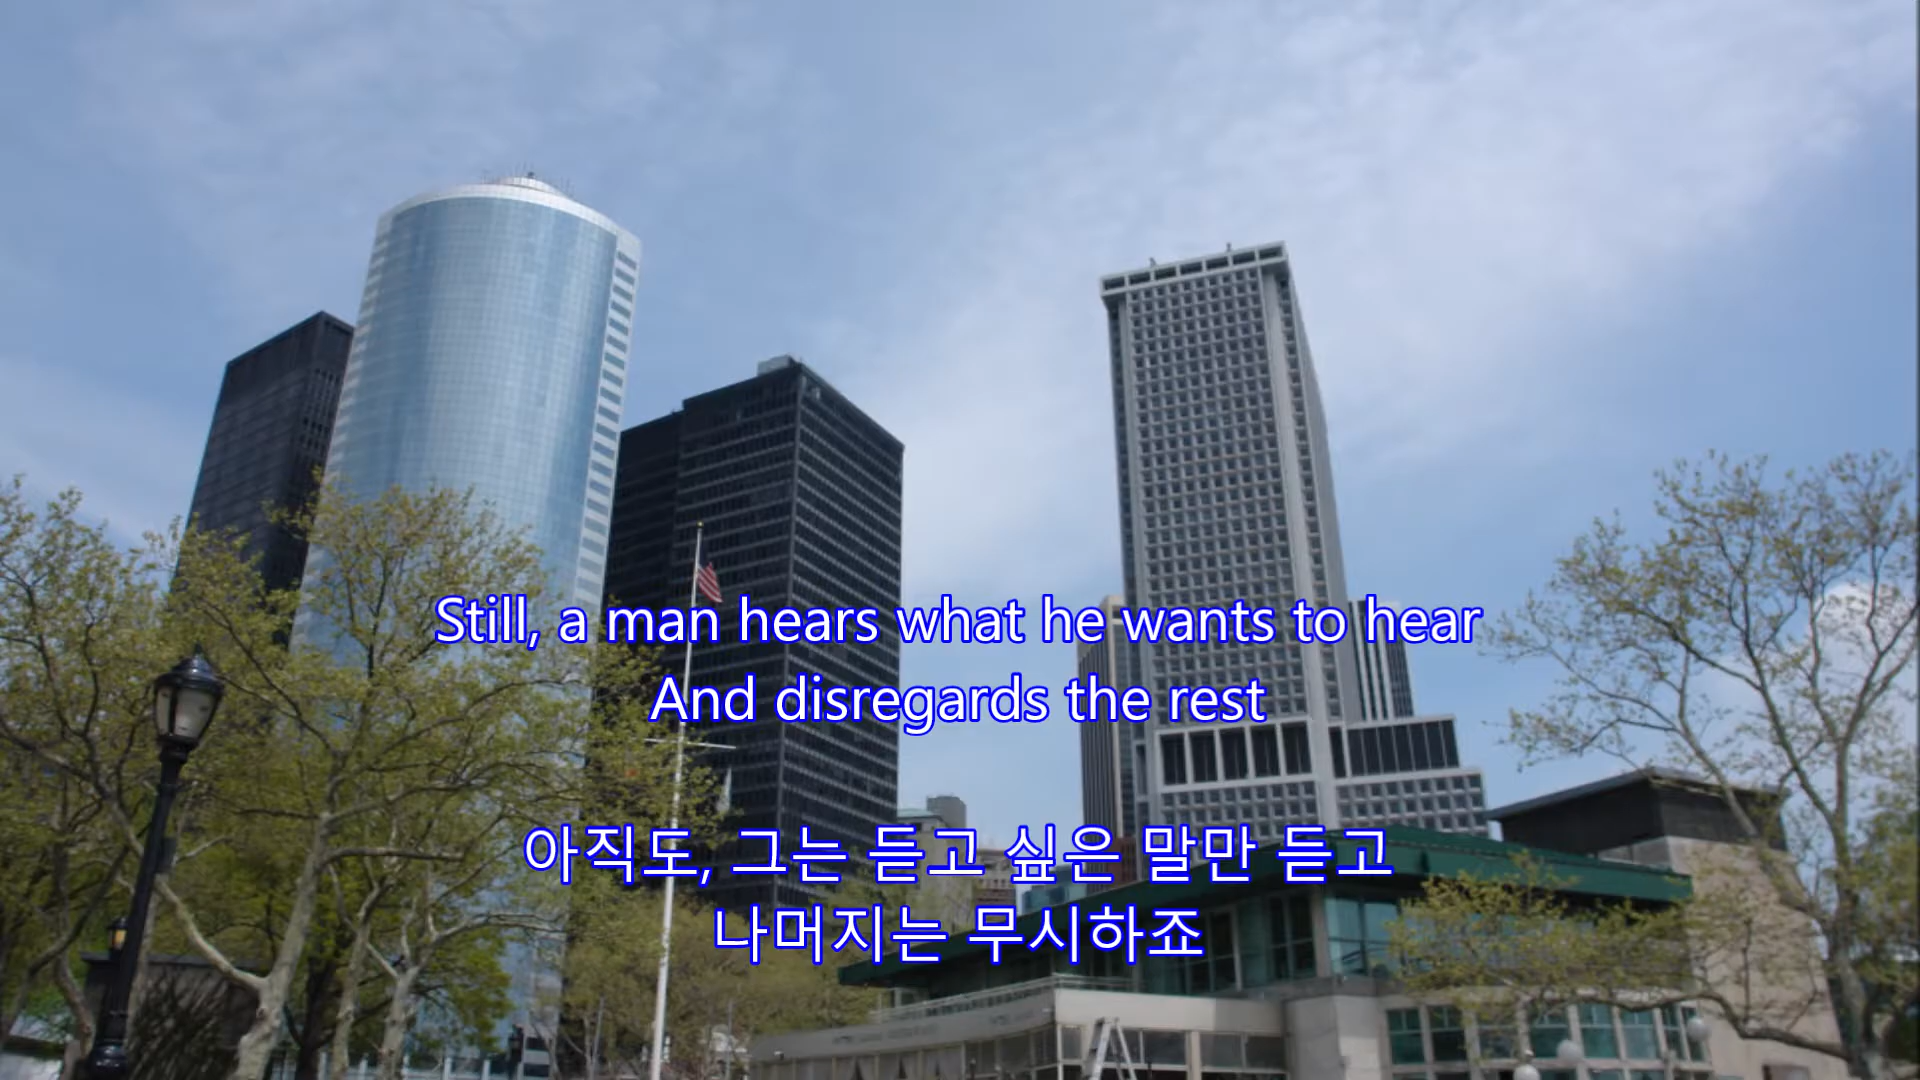 Still, a man hears what he wants to hear
And disregards the rest
아직도, 그는 듣고 싶은 말만 듣고
나머지는 무시하죠